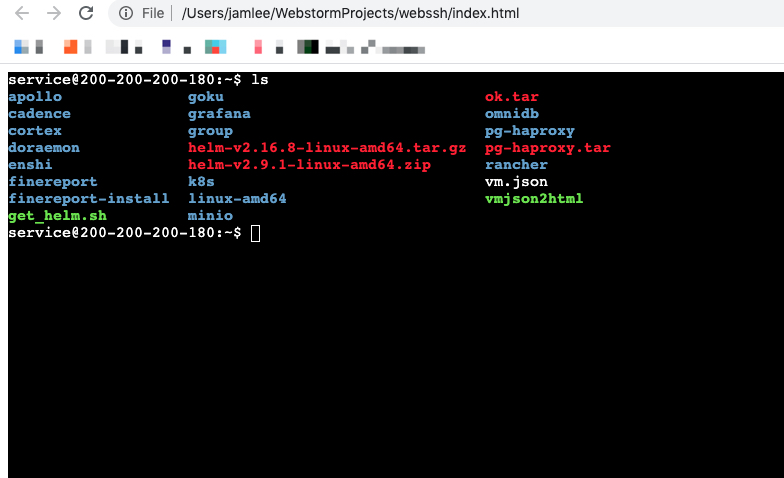 File /Users/jamlee/WebstormProjects/webssh/index.html
service@200-200-200-180:~$ ls
apollo goku ok.tar
cadence grafana omnidb
cortex group pg-haproxy
doraemon helm-v2.16.8-linux-amd64.tar.gz pg-haproxy.tar
enshi helm-v2.9.1-linux-amd64.zip rancher
finereport k8s vm.json
finereport-install linux-amd64 vmjson2html
get_helm.sh minio
service@200-200-200-180:~$